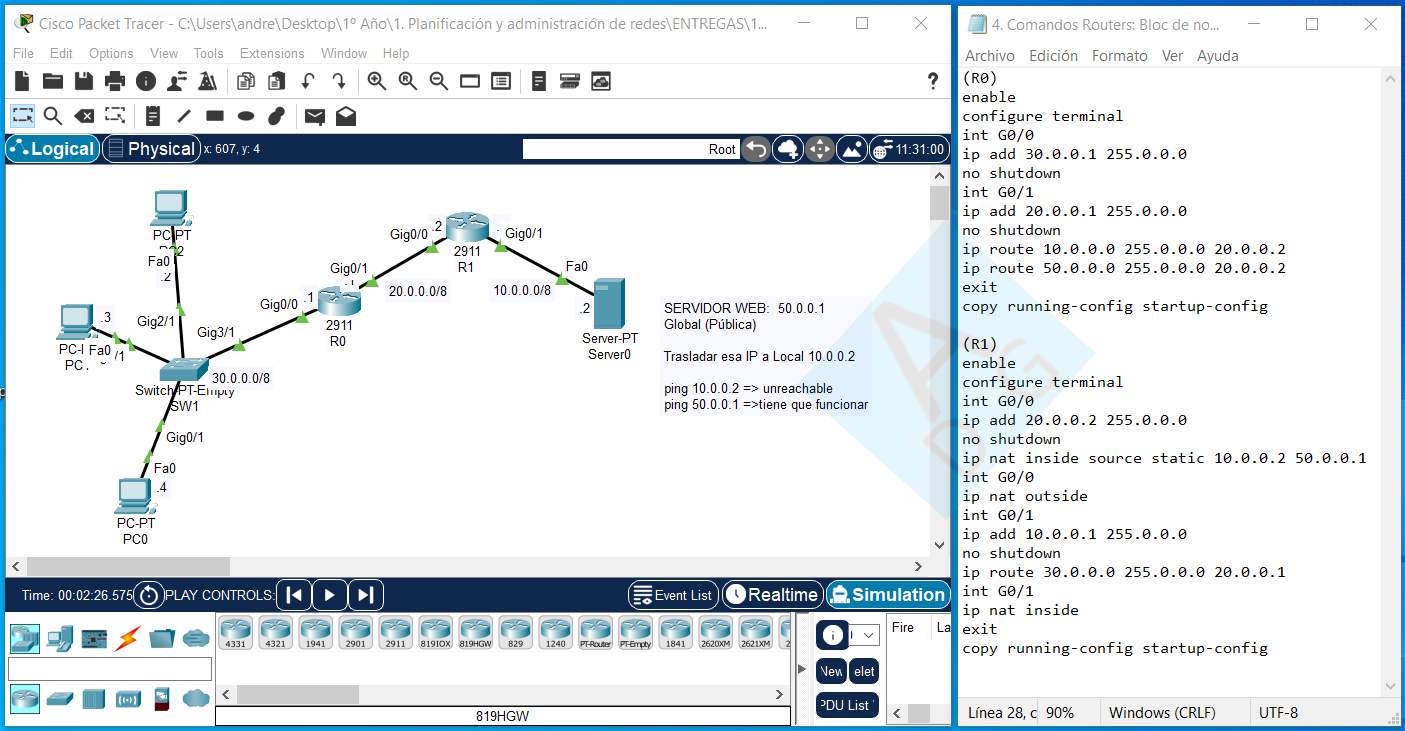 Cisco Packet Tracer - C:\Users\andre\Desktop\1º Año\1. Planificación y administración de redes\ENTREGAS\1...
File Edit Options View Tools Extensions Window Help
Logical
Physical
x: 607, y: 4
Root
11:31:00
PC-PT
Fa0
.2
.3
Fa0
/1
Gig2/1
Gig3/1
30.0.0.0/8
Switch-PT-Empty
SW1
Gig0/1
Fa0
.4
PC-PT
PC0
Gig0/0
.1
Gig0/1
2911
R0
20.0.0.0/8
Gig0/0
.2
Gig0/1
2911
R1
10.0.0.0/8
Fa0
.2
Server-PT
Server0
SERVIDOR WEB: 50.0.0.1
Global (Pública)
Trasladar esa IP a Local 10.0.0.2
ping 10.0.0.2 => unreachable
ping 50.0.0.1 =>tiene que funcionar
Time: 00:02:26.575
PLAY CONTROLS:
Event List
Realtime
Simulation
4331
4321
1941
2901
2911
819IOX
819HGW
829
1240
PT-Router
PT-Empty
1841
2620XM
2621XM
2
819HGW
New
elet
PDU List
Fire
La
4. Comandos Routers: Bloc de no...
Archivo Edición Formato Ver Ayuda
(R0)
enable
configure terminal
int G0/0
ip add 30.0.0.1 255.0.0.0
no shutdown
int G0/1
ip add 20.0.0.1 255.0.0.0
no shutdown
ip route 10.0.0.0 255.0.0.0 20.0.0.2
ip route 50.0.0.0 255.0.0.0 20.0.0.2
exit
copy running-config startup-config
(R1)
enable
configure terminal
int G0/0
ip add 20.0.0.2 255.0.0.0
no shutdown
ip nat inside source static 10.0.0.2 50.0.0.1
int G0/0
ip nat outside
int G0/1
ip add 10.0.0.1 255.0.0.0
no shutdown
ip route 30.0.0.0 255.0.0.0 20.0.0.1
int G0/1
ip nat inside
exit
copy running-config startup-config
Línea 28, c
90%
Windows (CRLF)
UTF-8